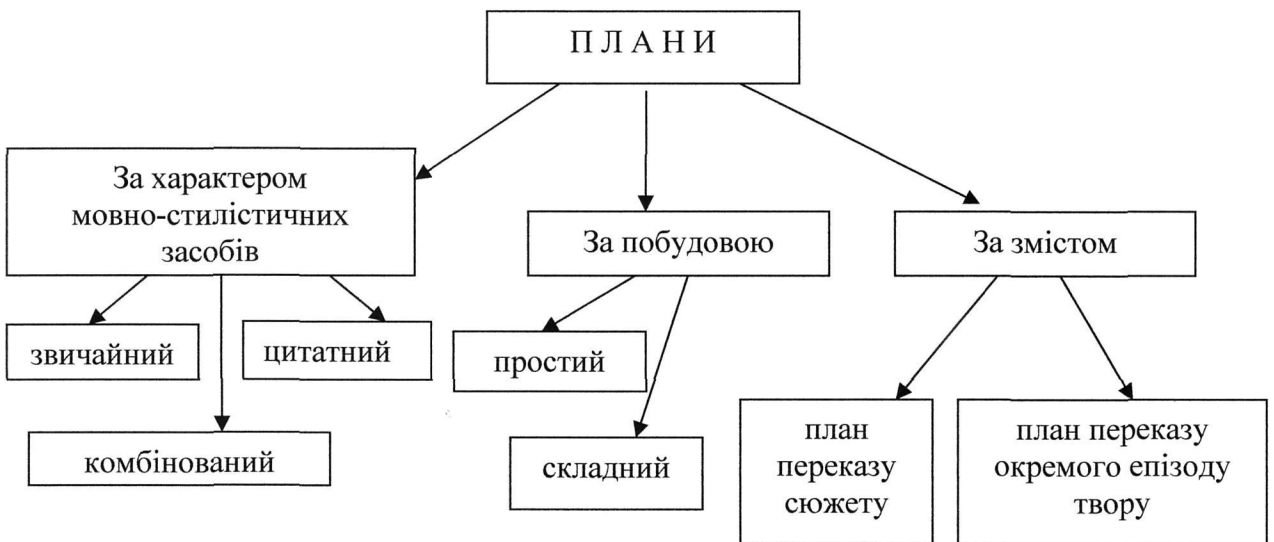 П Л А Н И
За характером
мовно-стилістичних
засобів
За побудовою
За змістом
звичайний
цитатний
простий
комбінований
складний
план
переказу
сюжету
план переказу
окремого епізоду
твору